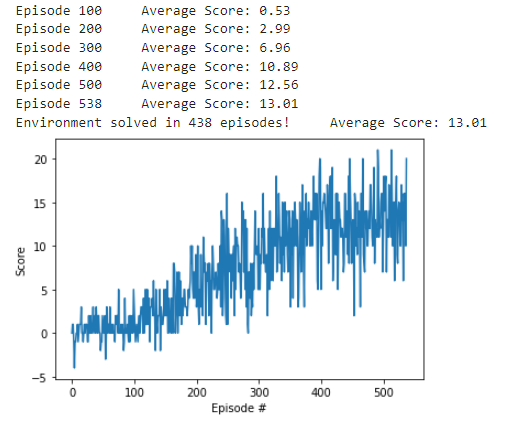 Episode 100 Average Score: 0.53
Episode 200 Average Score: 2.99
Episode 300 Average Score: 6.96
Episode 400 Average Score: 10.89
Episode 500 Average Score: 12.56
Episode 538 Average Score: 13.01
Environment solved in 438 episodes! Average Score: 13.01
20
15
10
5
0
−5
Score
0 100 200 300 400 500
Episode #